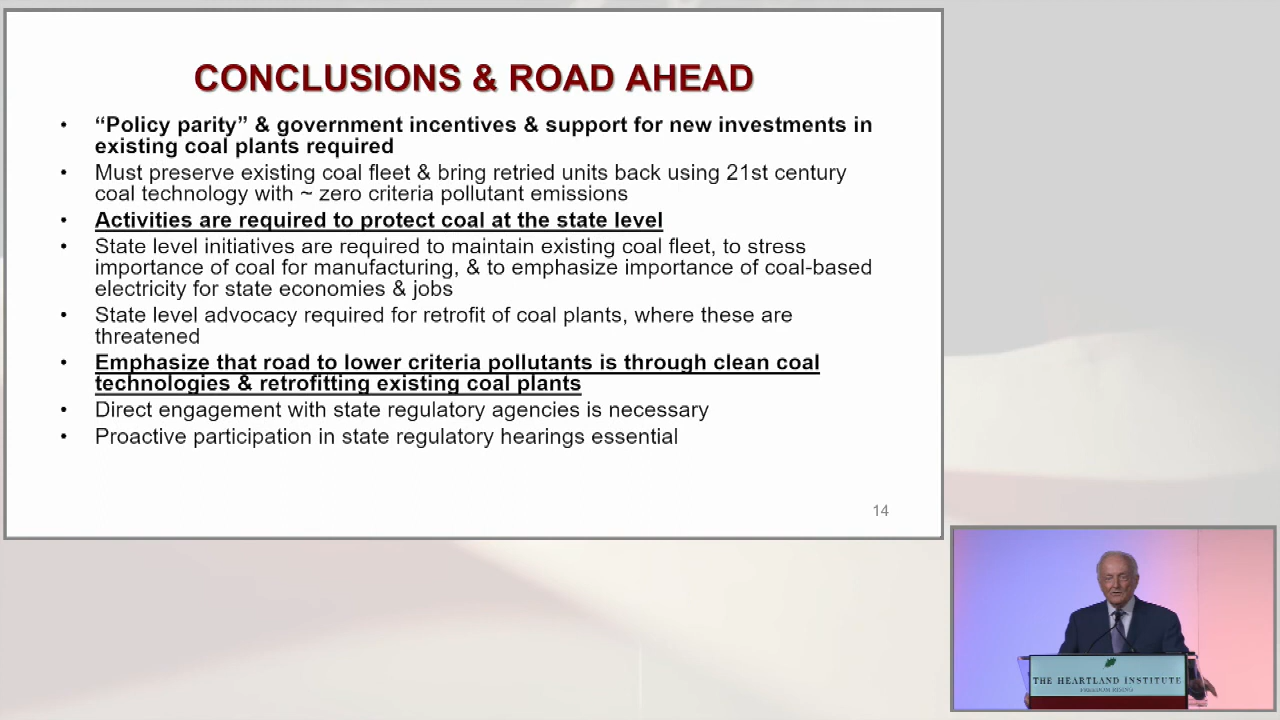 CONCLUSIONS & ROAD AHEAD
• “Policy parity” & government incentives & support for new investments in
existing coal plants required
• Must preserve existing coal fleet & bring retried units back using 21st century
coal technology with ~ zero criteria pollutant emissions
• Activities are required to protect coal at the state level
• State level initiatives are required to maintain existing coal fleet, to stress
importance of coal for manufacturing, & to emphasize importance of coal-based
electricity for state economies & jobs
• State level advocacy required for retrofit of coal plants, where these are
threatened
• Emphasize that road to lower criteria pollutants is through clean coal
technologies & retrofitting existing coal plants
• Direct engagement with state regulatory agencies is necessary
• Proactive participation in state regulatory hearings essential
14
THE HEARTLAND INSTITUTE
FREEDOM RISING